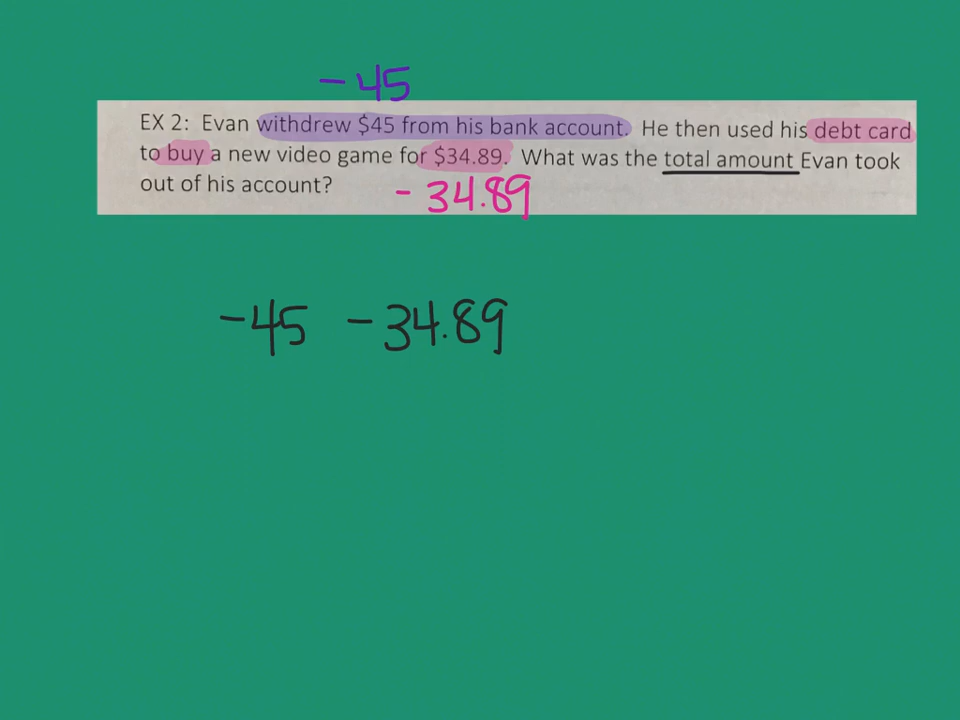 -45
EX 2: Evan withdrew $45 from his bank account. He then used his debt card
to buy a new video game for $34.89. What was the total amount Evan took
out of his account?
-34.89
-45 -34.89